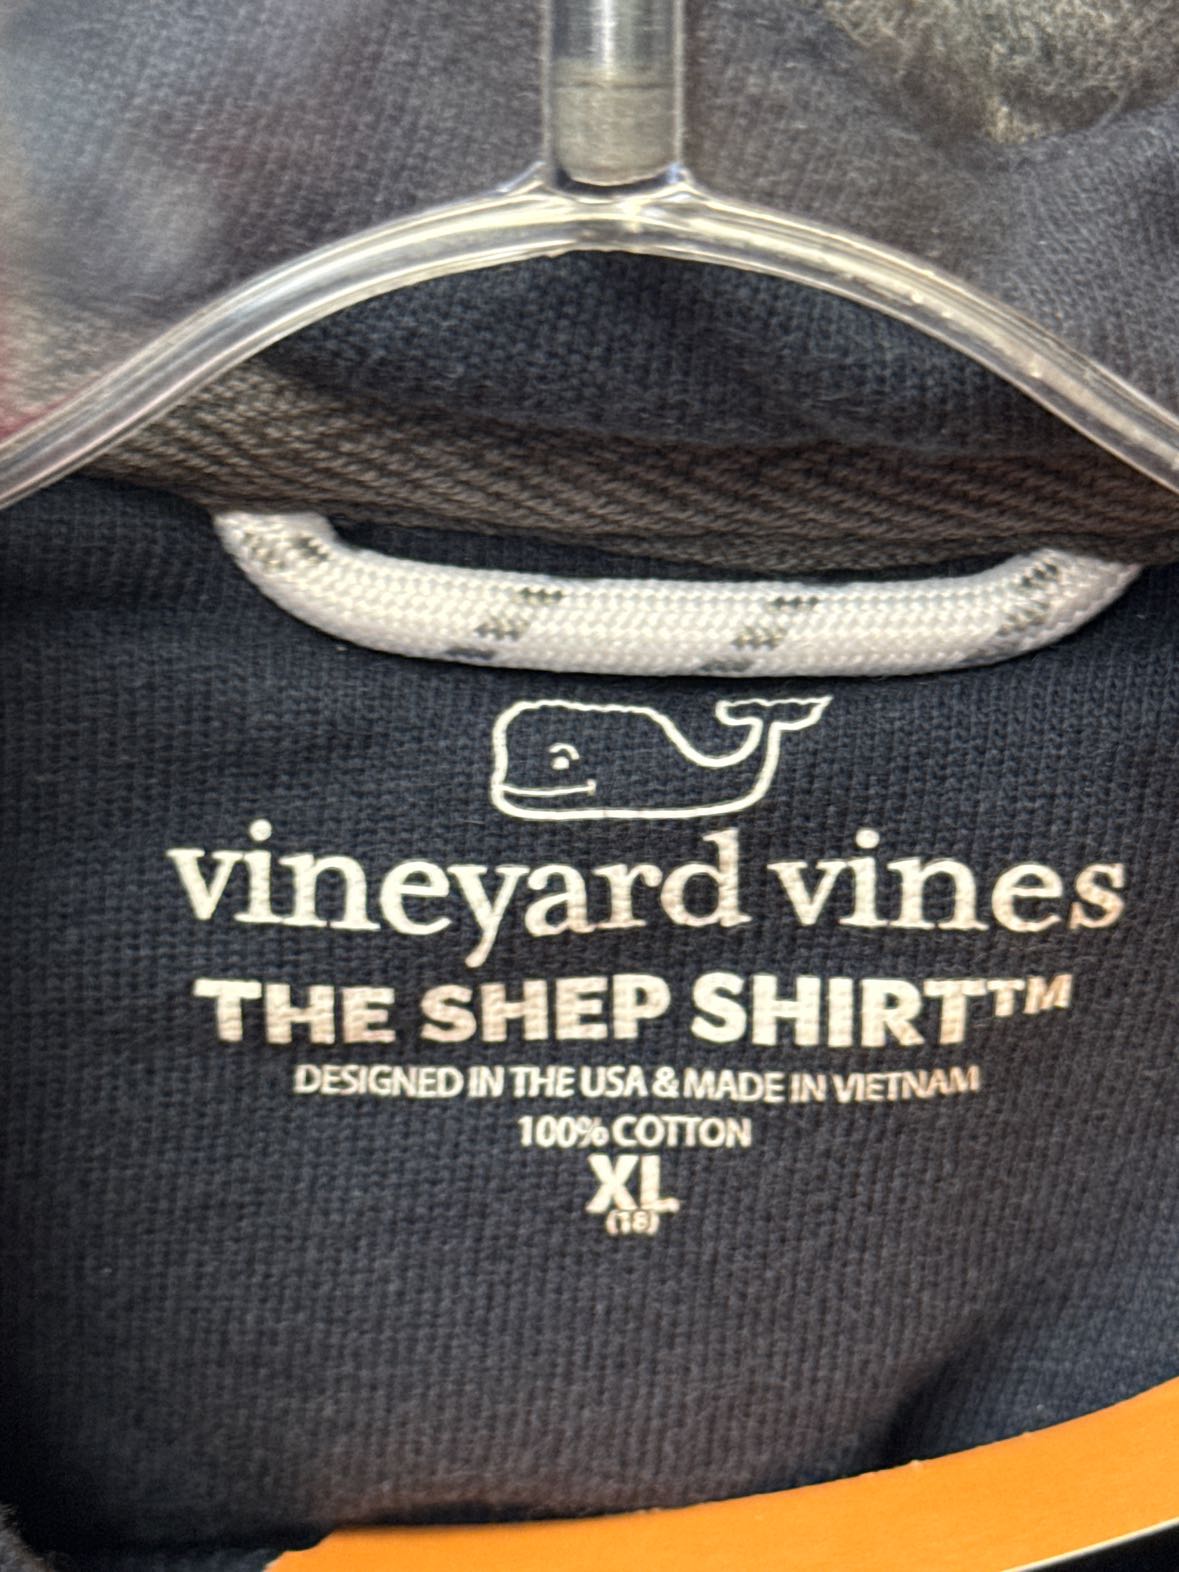 vineyard vines
THE SHEP SHIRT™
DESIGNED IN THE USA & MADE IN VIETNAM
100% COTTON
XL
(18)